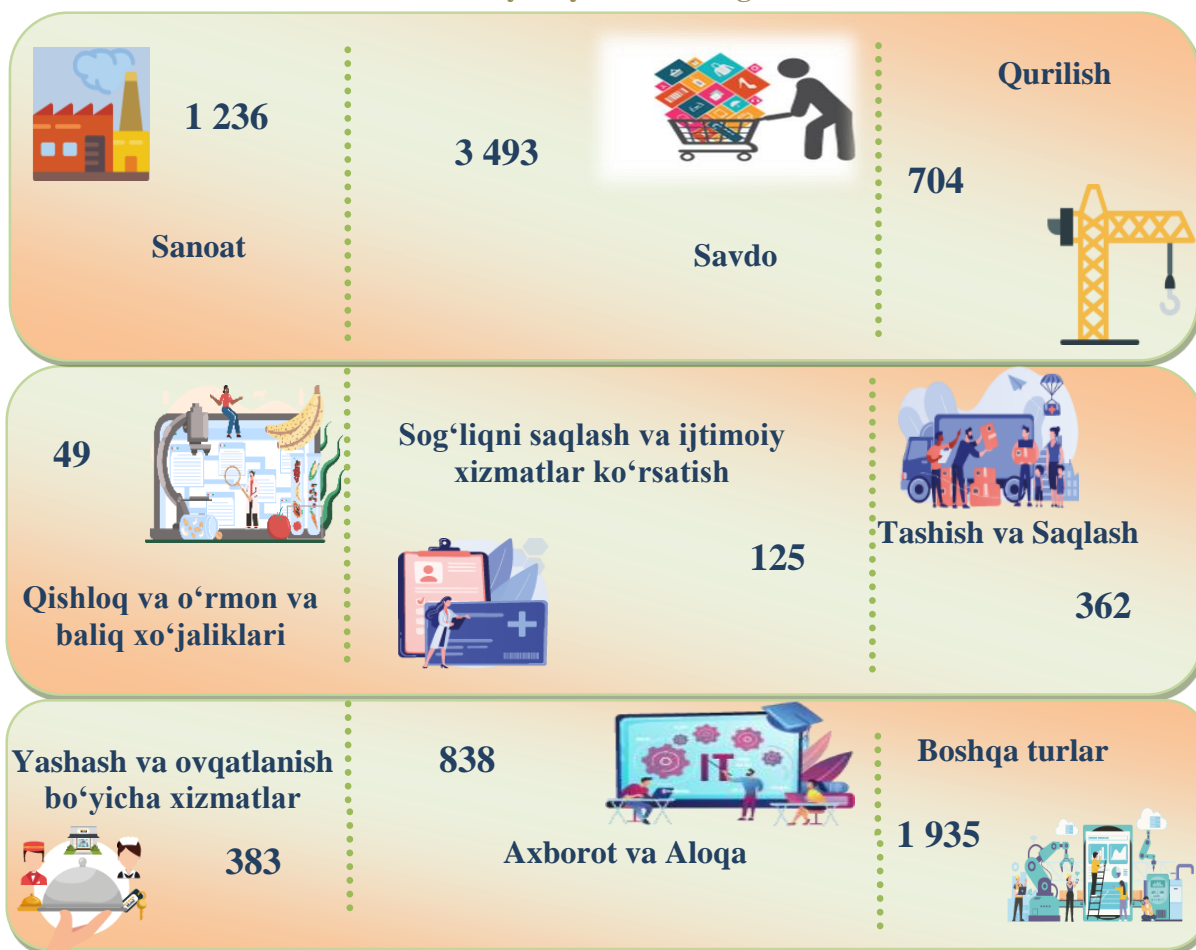 1 236
Sanoat
3 493
Savdo
Qurilish
704
49
Qishloq va o‘rmon va
baliq xo‘jaliklari
Sog‘liqni saqlash va ijtimoiy
xizmatlar ko‘rsatish
125
Tashish va Saqlash
362
Yashash va ovqatlanish
bo‘yicha xizmatlar
383
838
IT
Axborot va Aloqa
Boshqa turlar
1 935